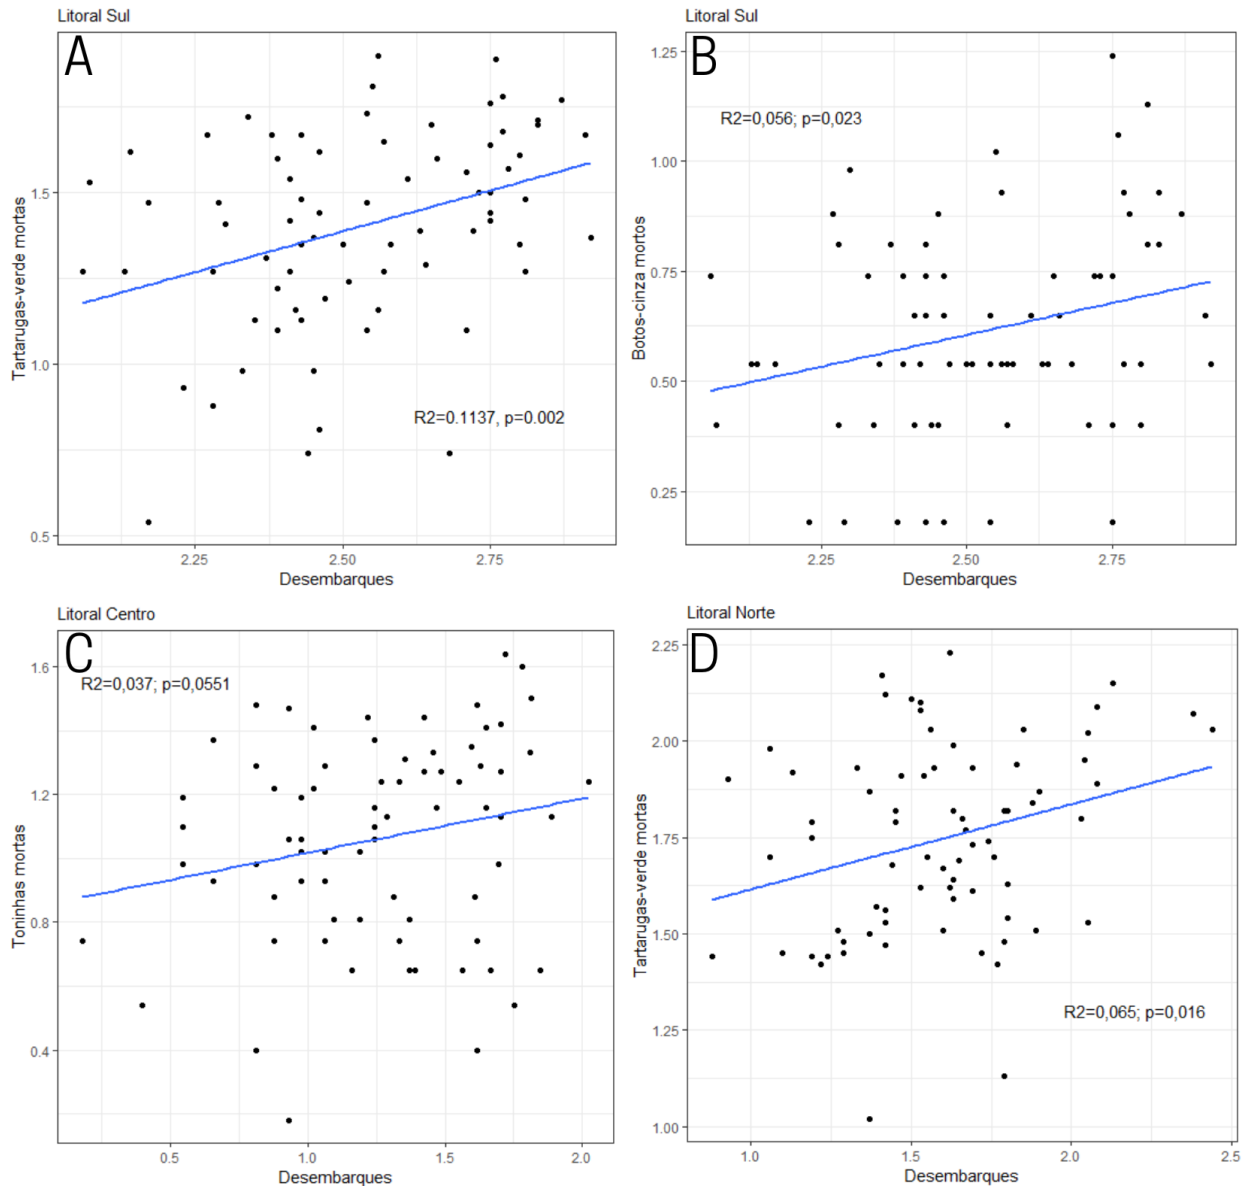 Litoral Sul
A
Tartarugas-verde mortas
1.5
1.0
0.5
R2=0.1137, p=0.002
2.25 2.50 2.75
Desembarques
Litoral Sul
B
Botos-cinza mortos
1.25
1.00
0.75
0.50
0.25
R2=0,056; p=0,023
2.25 2.50 2.75
Desembarques
Litoral Centro
C
Toninhas mortas
1.6
1.2
0.8
0.4
R2=0,037; p=0,0551
0.5 1.0 1.5 2.0
Desembarques
Litoral Norte
D
Tartarugas-verde mortas
2.25
2.00
1.75
1.50
1.25
1.00
R2=0,065; p=0,016
1.0 1.5 2.0 2.5
Desembarques